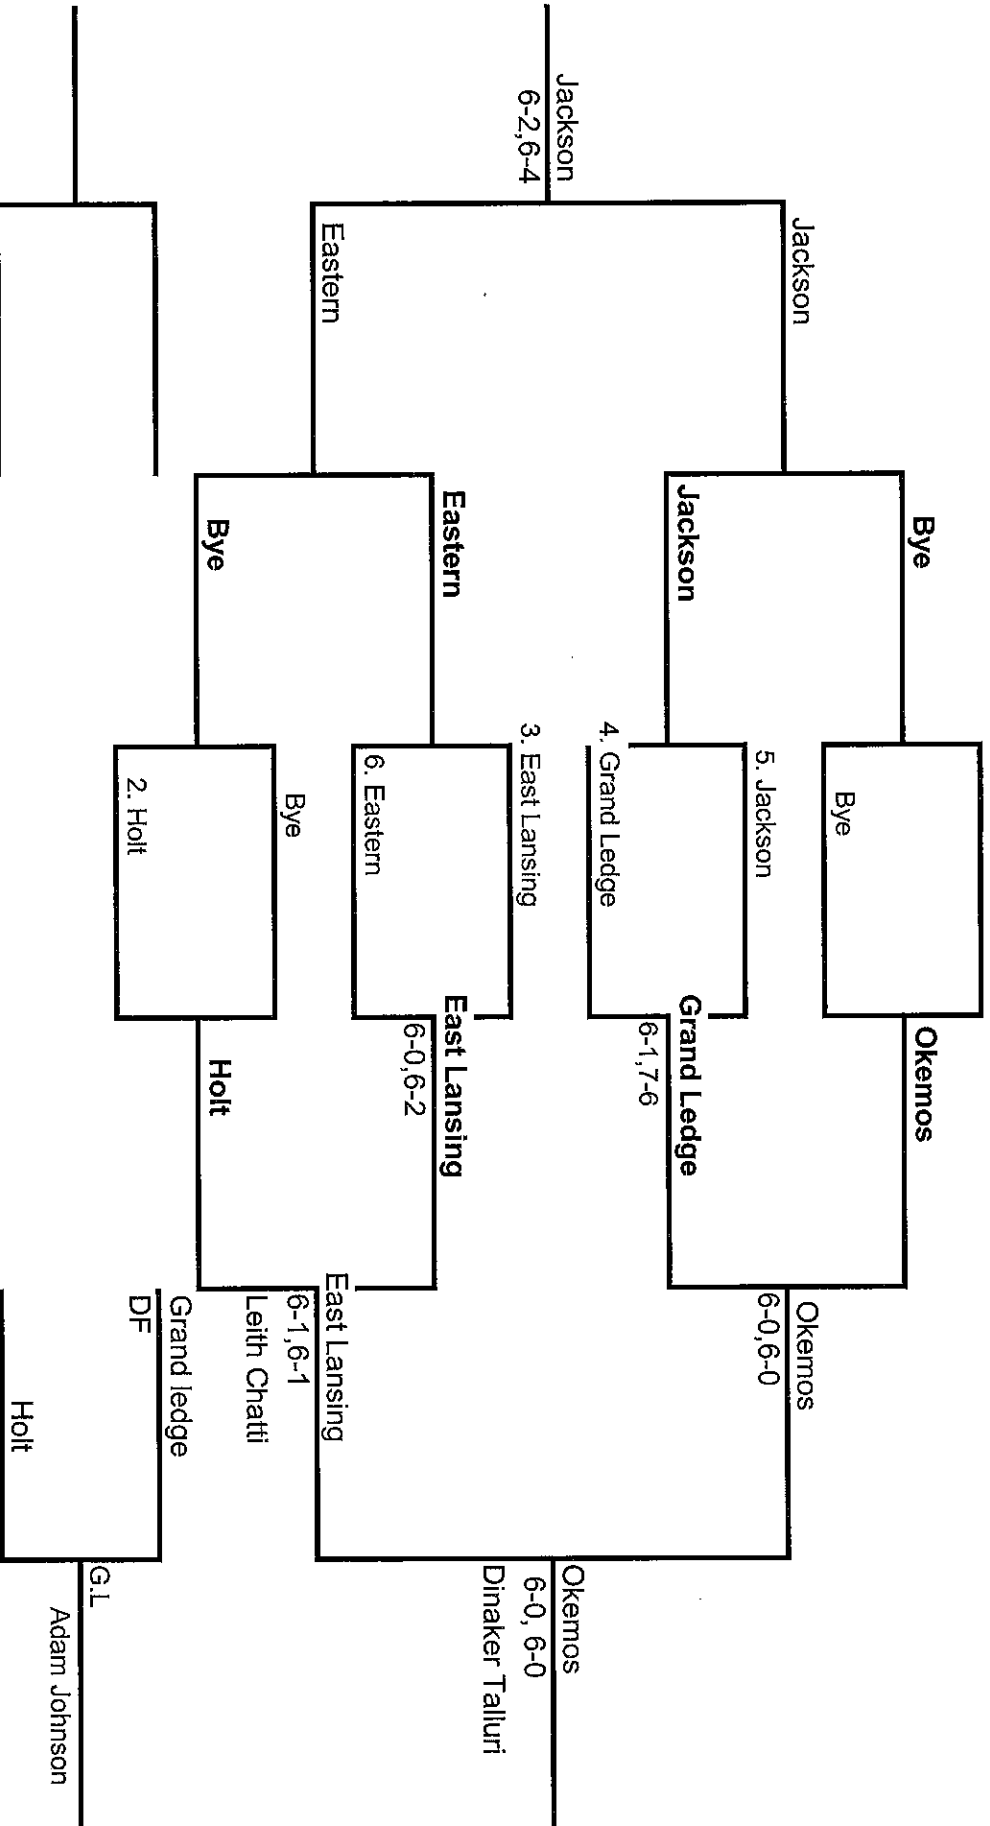 Bye
5. Jackson
4. Grand Ledge
3. East Lansing
6. Eastern
Bye
2. Holt
Bye
Jackson
Eastern
Bye
Jackson
Eastern
Jackson
6-2,6-4
Okemos
Grand Ledge
6-1,7-6
East Lansing
6-0,6-2
Holt
Okemos
6-0,6-0
East Lansing
6-1,6-1
Leith Chatti
Okemos
6-0, 6-0
Dinaker Talluri
Grand ledge
DF
Holt
G.L
Adam Johnson